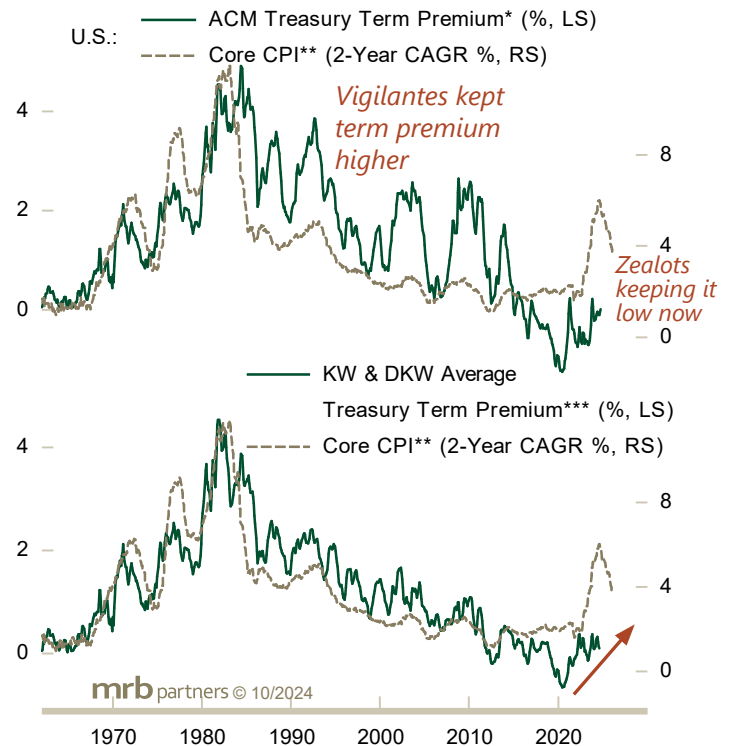 U.S.:
ACM Treasury Term Premium* (%, LS)
Core CPI** (2-Year CAGR %, RS)
Vigilantes kept
term premium
higher
4
2
0
8
4
0
Zealots
keeping it
low now
KW & DKW Average
Treasury Term Premium*** (%, LS)
Core CPI** (2-Year CAGR %, RS)
4
2
0
8
4
0
mrb partners © 10/2024
1970 1980 1990 2000 2010 2020